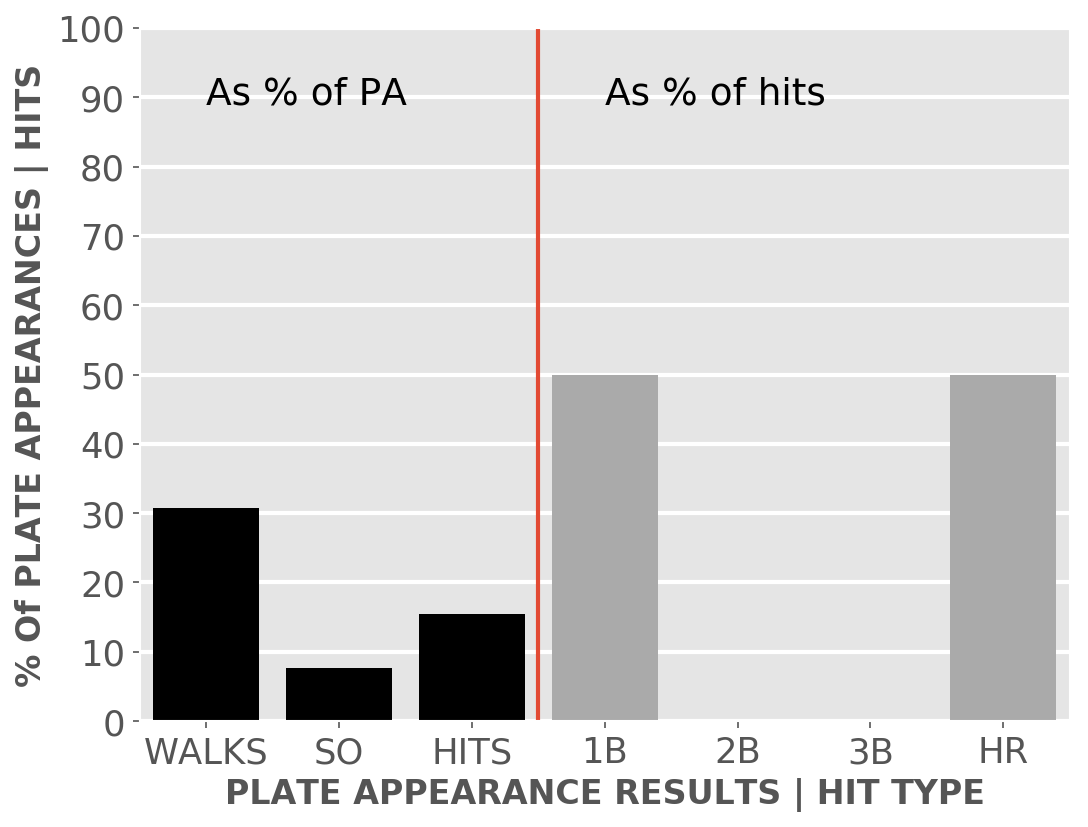 % Of PLATE APPEARANCES | HITS
100
90
80
70
60
50
40
30
20
10
0
As % of PA
As % of hits
WALKS SO HITS 1B 2B 3B HR
PLATE APPEARANCE RESULTS | HIT TYPE